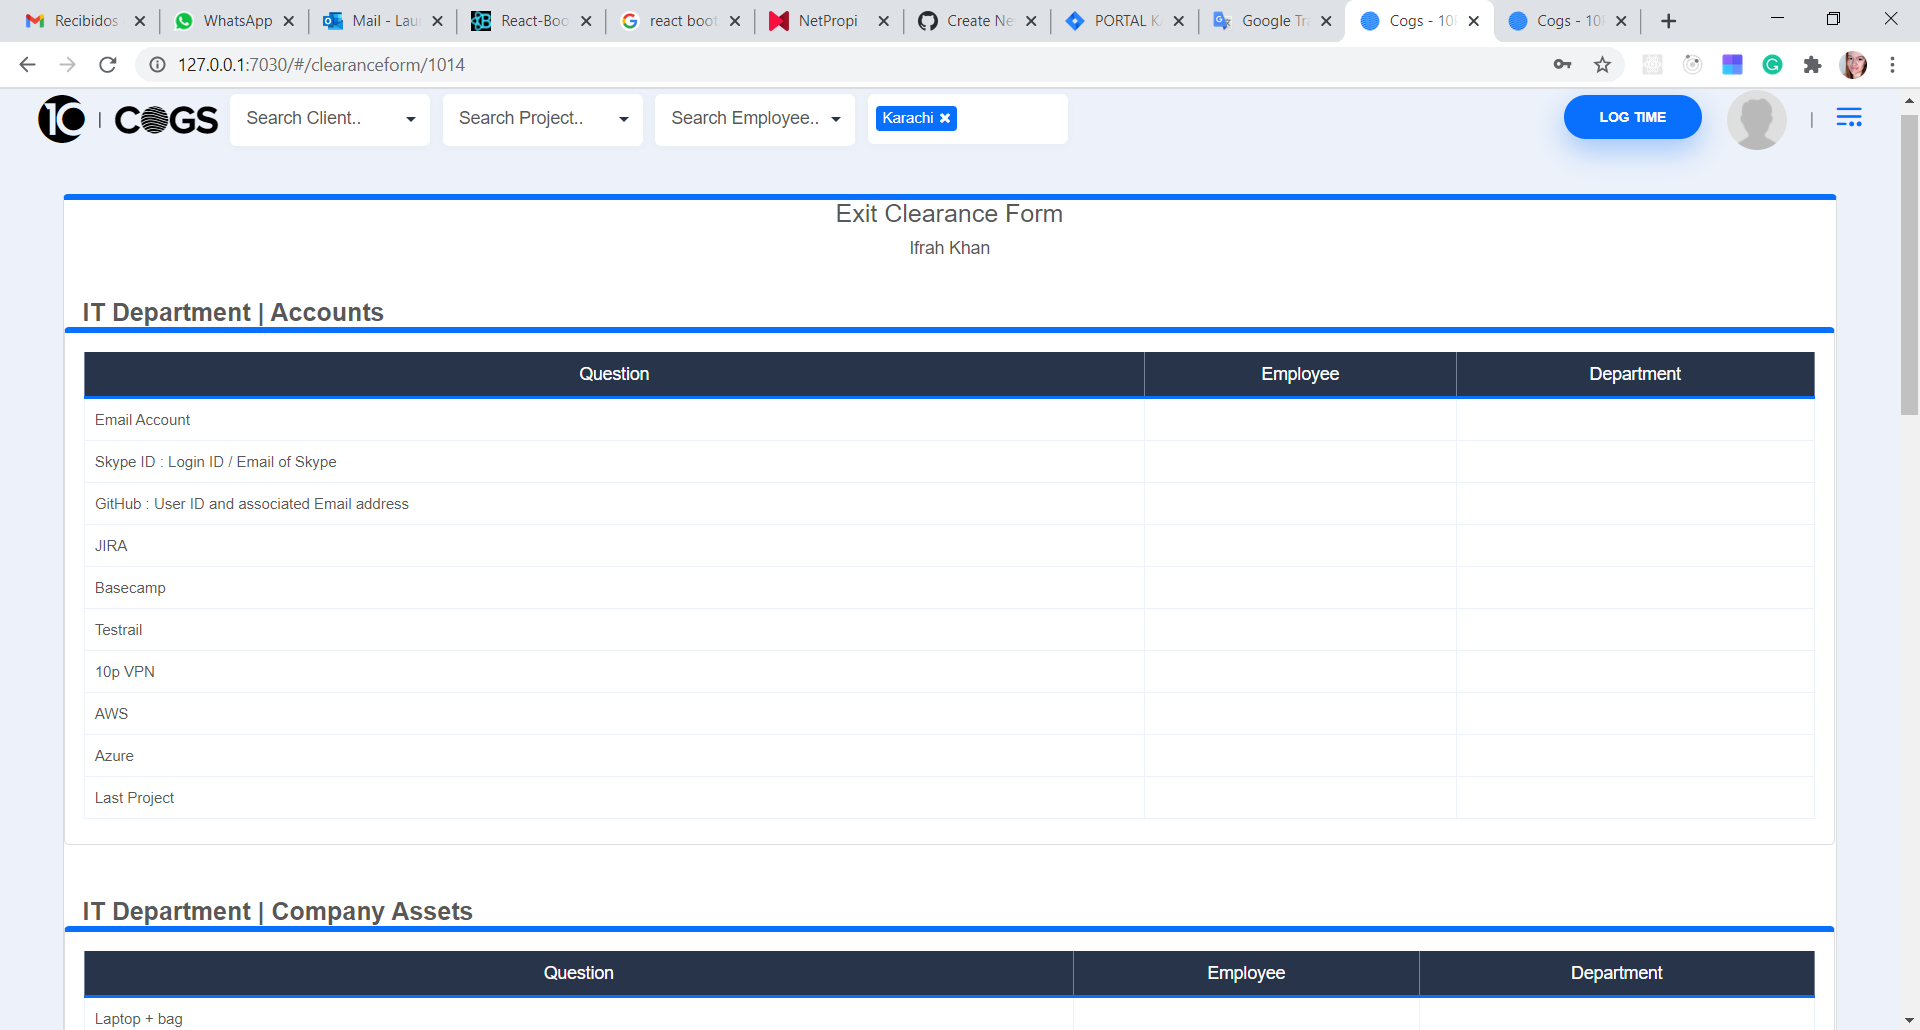 Recibidos WhatsApp Mail - Lau React-Boo react boot NetPropi Create Ne PORTAL K Google Tra Cogs - 10P Cogs - 10P
127.0.0.1:7030/#/clearanceform/1014
10 | COGS Search Client.. Search Project.. Search Employee.. Karachi LOG TIME |
Exit Clearance Form
Ifrah Khan
IT Department | Accounts
Question Employee Department
Email Account
Skype ID : Login ID / Email of Skype
GitHub : User ID and associated Email address
JIRA
Basecamp
Testrail
10p VPN
AWS
Azure
Last Project
IT Department | Company Assets
Question Employee Department
Laptop + bag